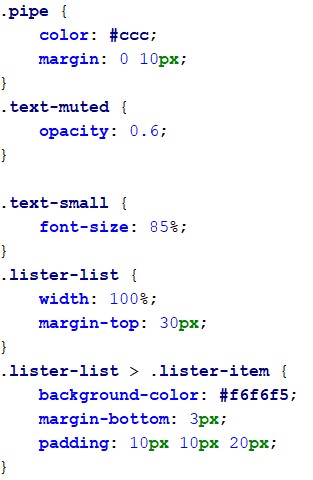 .pipe {
    color: #ccc;
    margin: 0 10px;
}
.text-muted {
    opacity: 0.6;
}

.text-small {
    font-size: 85%;
}
.lister-list {
    width: 100%;
    margin-top: 30px;
}
.lister-list > .lister-item {
    background-color: #f6f6f5;
    margin-bottom: 3px;
    padding: 10px 10px 20px;
}